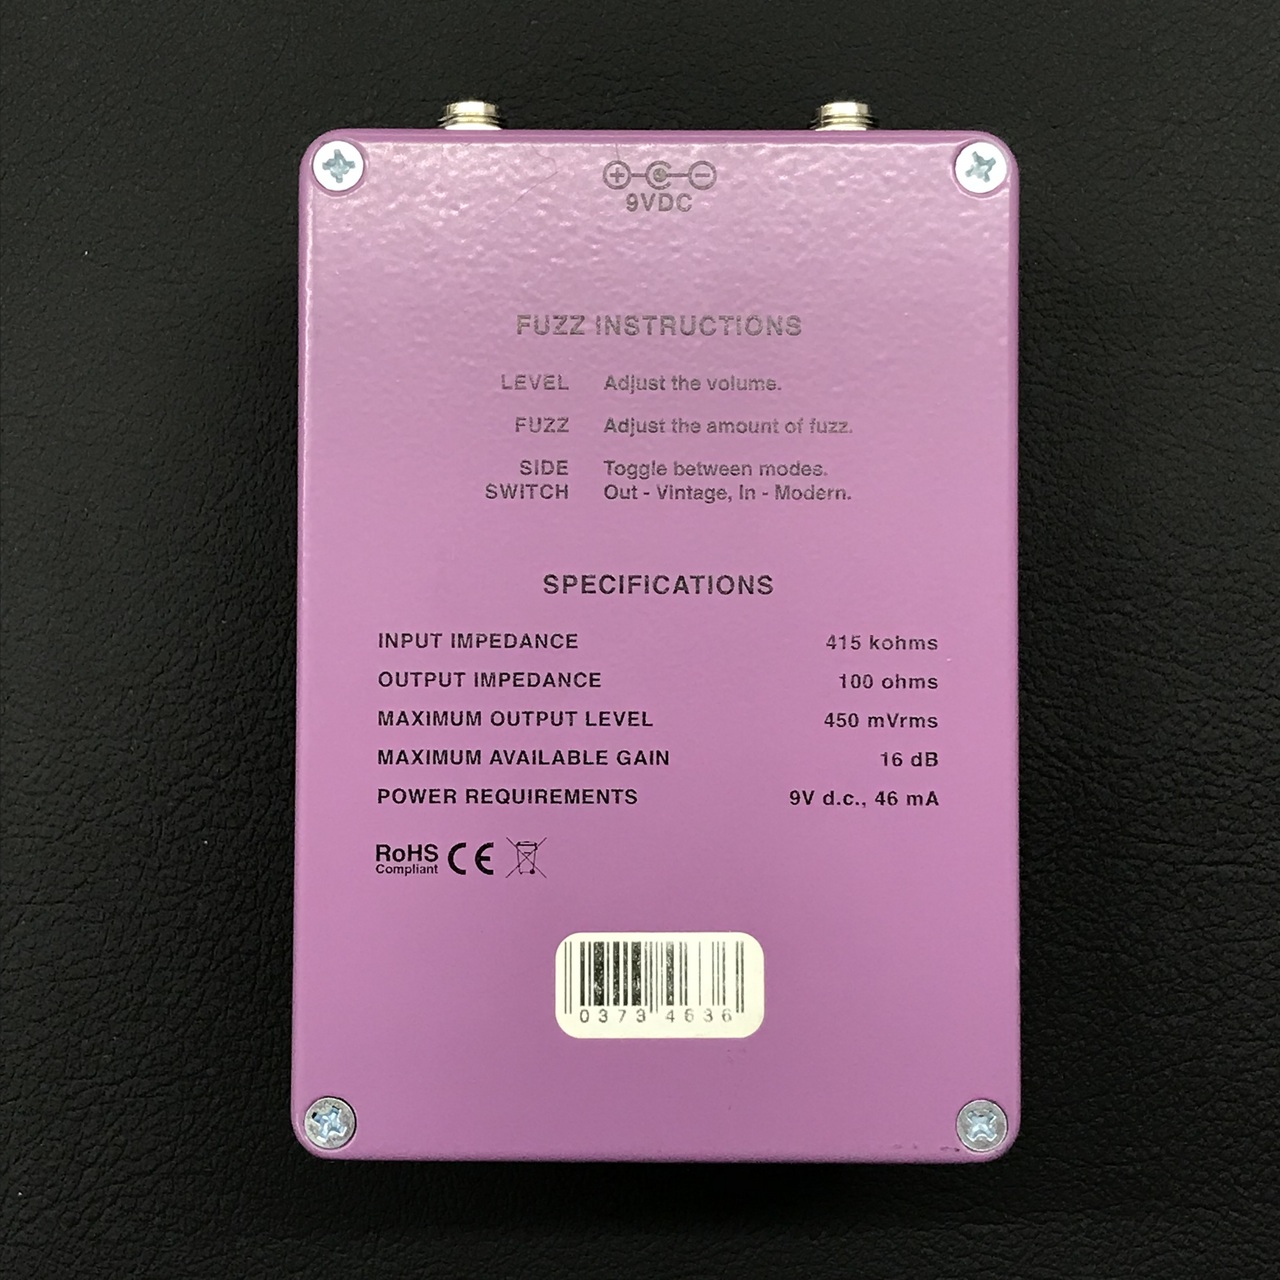 + -
9VDC
FUZZ INSTRUCTIONS
LEVEL Adjust the volume.
FUZZ Adjust the amount of fuzz.
SIDE Toggle between modes.
SWITCH Out - Vintage, In - Modern.
SPECIFICATIONS
INPUT IMPEDANCE 415 kohms
OUTPUT IMPEDANCE 100 ohms
MAXIMUM OUTPUT LEVEL 450 mVrms
MAXIMUM AVAILABLE GAIN 16 dB
POWER REQUIREMENTS 9V d.c., 46 mA
RoHS CE
Compliant
0373 4636